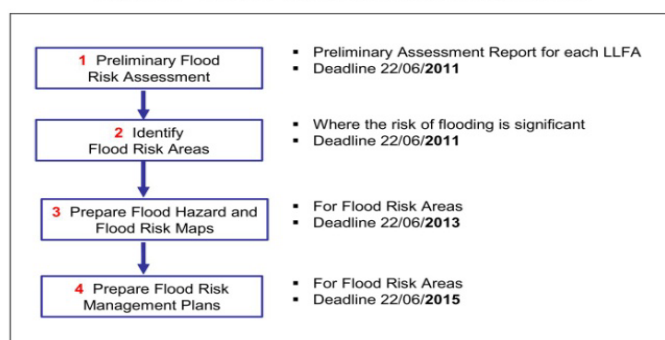 1 Preliminary Flood
Risk Assessment
▪ Preliminary Assessment Report for each LLFA
▪ Deadline 22/06/2011
2 Identify
Flood Risk Areas
▪ Where the risk of flooding is significant
▪ Deadline 22/06/2011
3 Prepare Flood Hazard and
Flood Risk Maps
▪ For Flood Risk Areas
▪ Deadline 22/06/2013
4 Prepare Flood Risk
Management Plans
▪ For Flood Risk Areas
▪ Deadline 22/06/2015